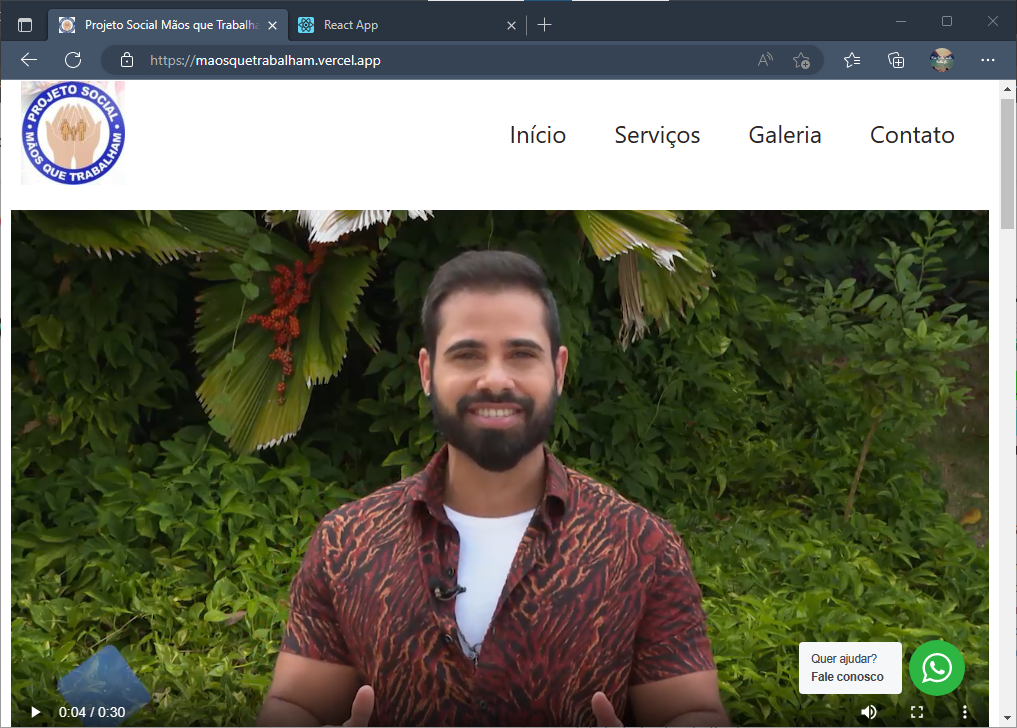 Projeto Social Mãos que Trabalha
React App
https://maosquetrabalham.vercel.app
PROJETO SOCIAL
MÃOS QUE TRABALHAM
Início
Serviços
Galeria
Contato
Quer ajudar?
Fale conosco
0:04 / 0:30